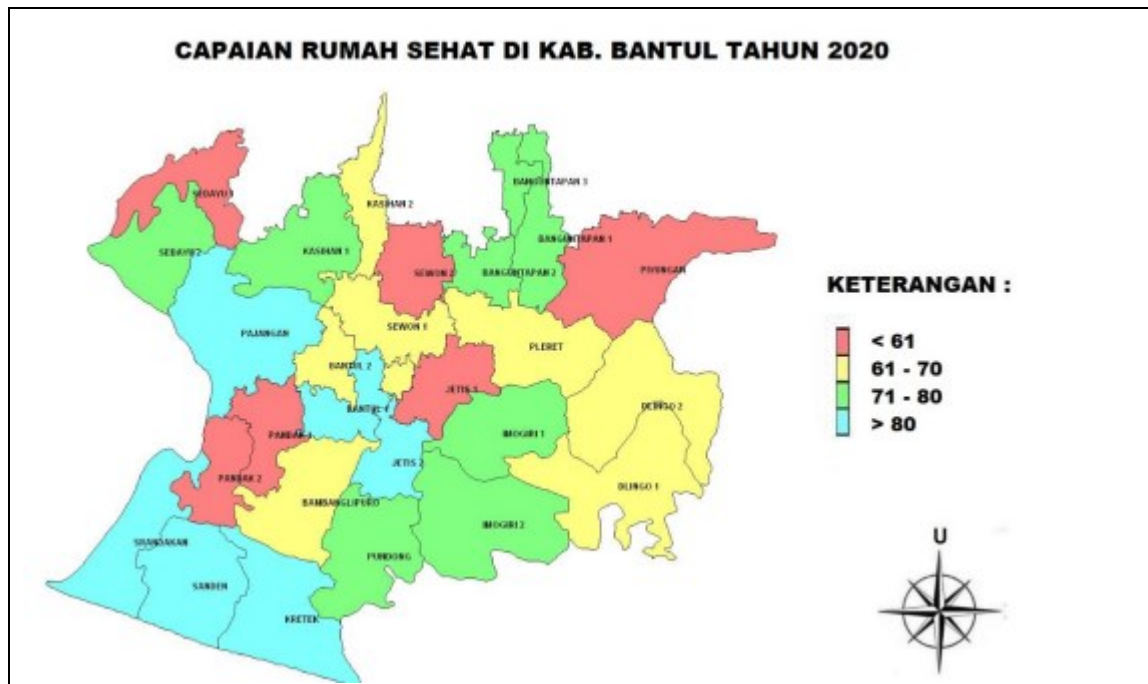 CAPAIAN RUMAH SEHAT DI KAB. BANTUL TAHUN 2020
SEDAYU 1
SEDAYU 2
KASIHAN 1
KASIHAN 2
SEWON 2
BANGUNTAPAN 3
BANGUNTAPAN 1
BANGUNTAPAN 2
PIYUNGAN
PAJANGAN
SEWON 1
PLERET
BANTUL 2
BANTUL 1
JETIS 1
DLINGO 2
PANDAK 1
JETIS 2
IMOGIRI 1
PANDAK 2
BAMBANGLIPURO
DLINGO 1
IMOGIRI 2
SRANDAKAN
SANDEN
PUNDONG
KRETEK
KETERANGAN :
< 61
61 - 70
71 - 80
> 80
U